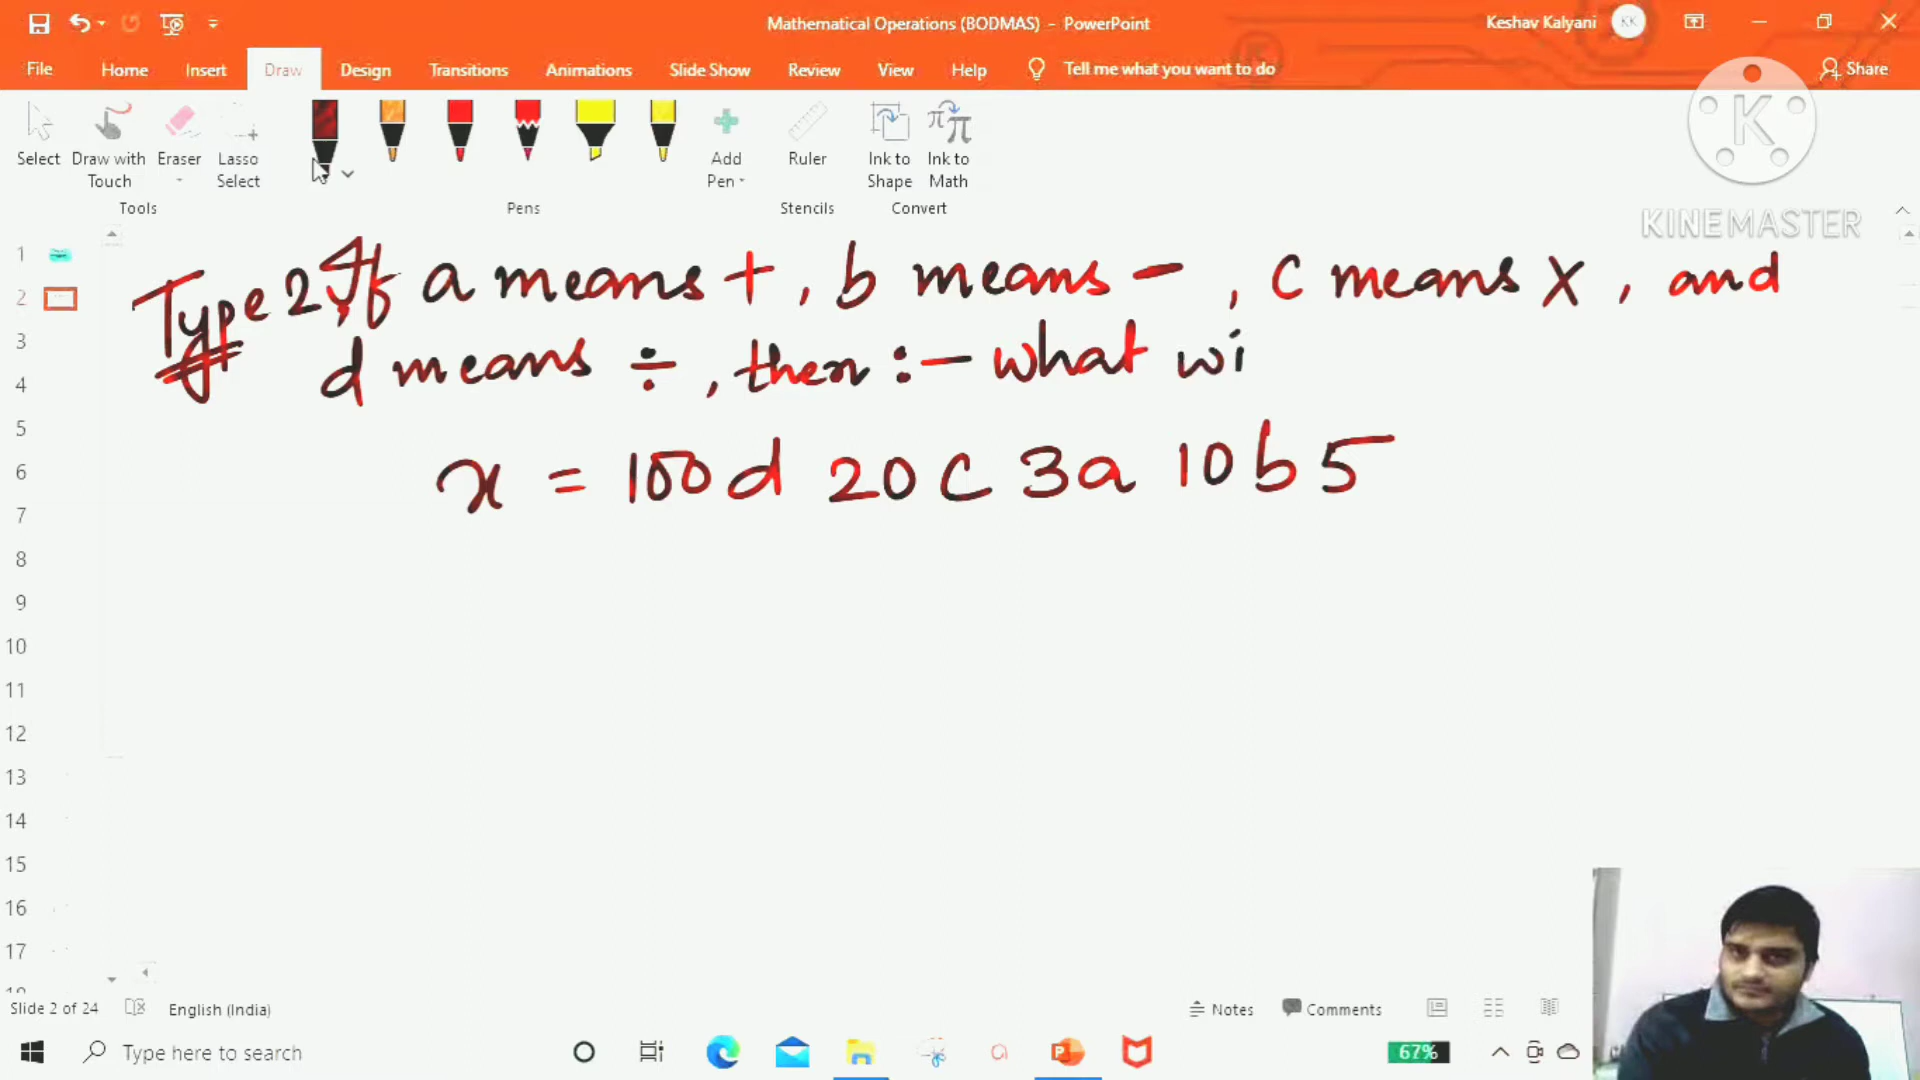 Mathematical Operations (BODMAS) - PowerPoint
Keshav Kalyani KK
File Home Insert Draw Design Transitions Animations Slide Show Review View Help Tell me what you want to do Share
Select Draw with Touch Eraser Lasso Select Add Pen Ruler Ink to Shape Ink to Math
Tools Pens Stencils Convert
K
KINEMASTER
Type 2 If a means + , b means - , c means x , and
d means ÷ , then :- what wi
x = 100 d 20 c 3 a 10 b 5
1
2
3
4
5
6
7
8
9
10
11
12
13
14
15
16
17
Slide 2 of 24 English (India) Notes Comments
Type here to search 67%